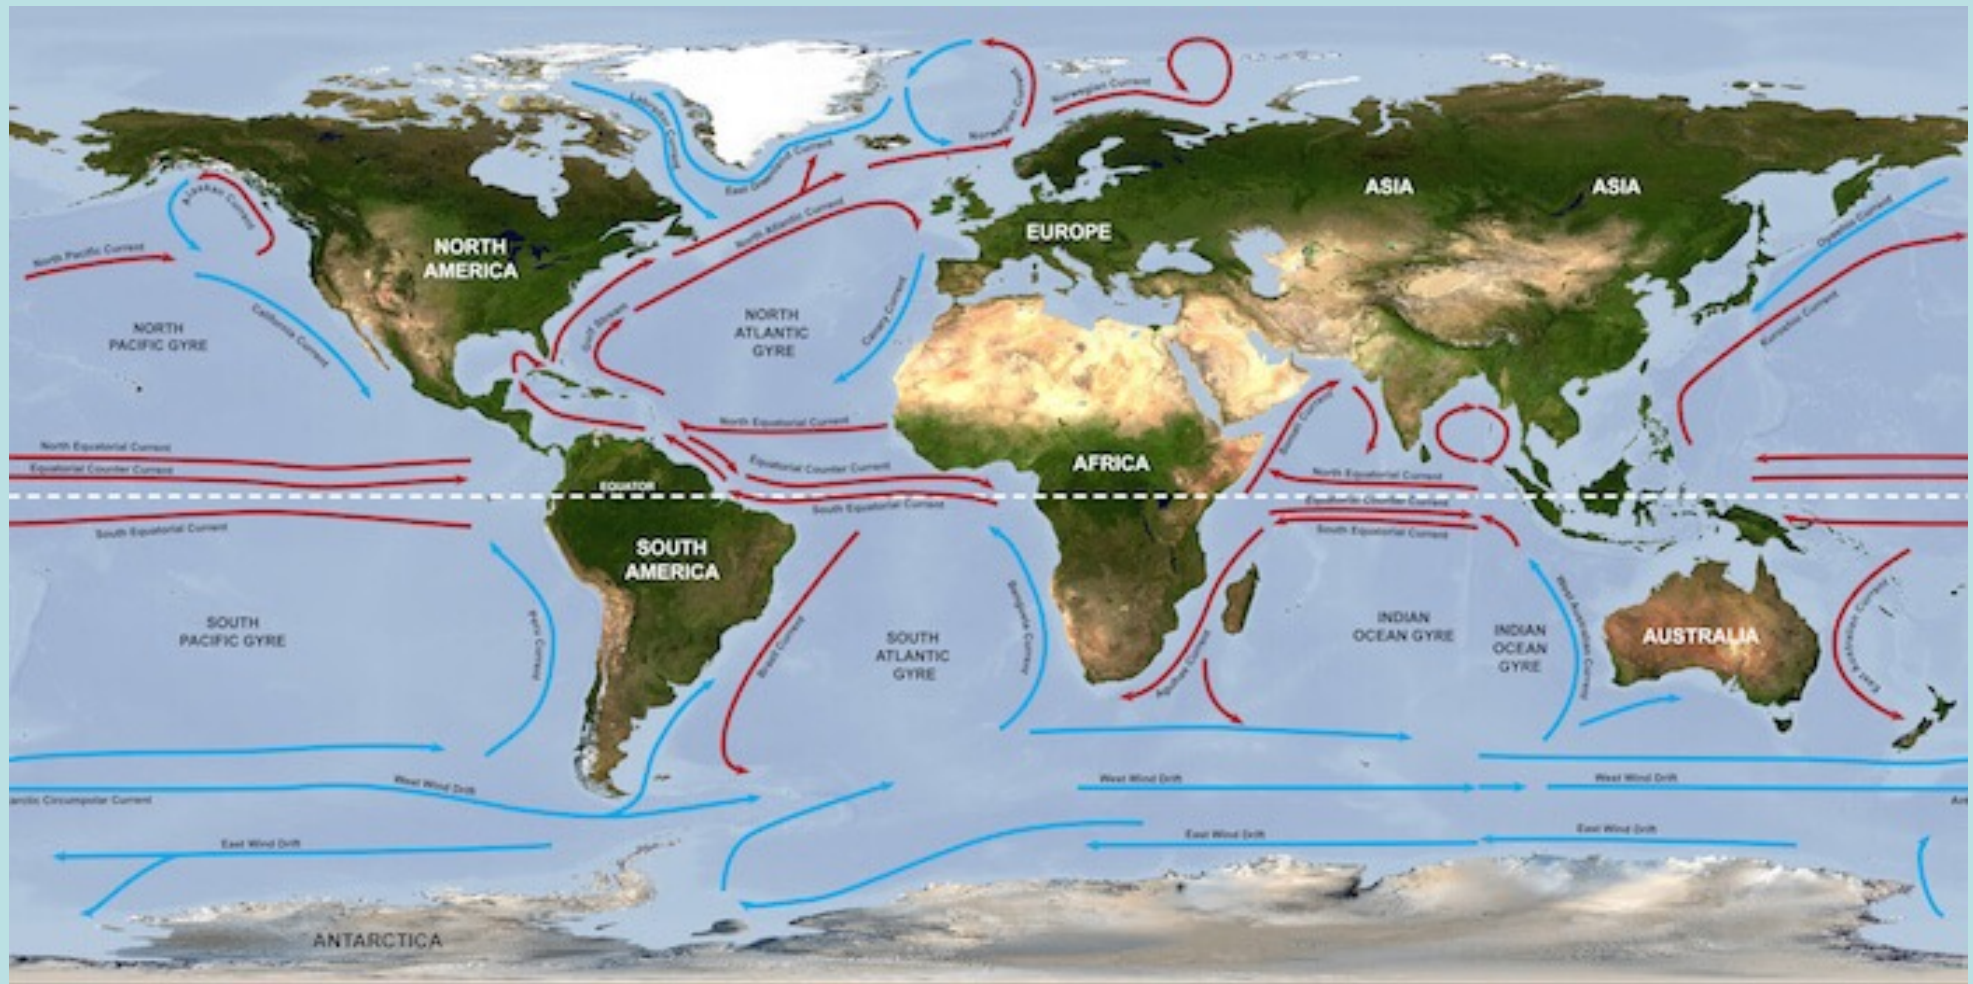 Labrador Current
Norwegian Current
Norwegian Current
East Greenland Current
Alaskan Current
North Pacific Current
NORTH
AMERICA
North Atlantic Current
EUROPE
ASIA
ASIA
Oyashio Current
Kuroshio Current
California Current
NORTH
PACIFIC GYRE
Gulf Stream
NORTH
ATLANTIC
GYRE
Canary Current
North Equatorial Current
Equatorial Counter Current
South Equatorial Current
EQUATOR
North Equatorial Current
Equatorial Counter Current
South Equatorial Current
AFRICA
Somali Current
North Equatorial Current
Equatorial Counter Current
South Equatorial Current
SOUTH
AMERICA
SOUTH
PACIFIC GYRE
Peru Current
Brazil Current
SOUTH
ATLANTIC
GYRE
Benguela Current
Agulhas Current
INDIAN
OCEAN GYRE
INDIAN
OCEAN
GYRE
West Australian Current
AUSTRALIA
East Australian Current
West Wind Drift
arctic Circumpolar Current
West Wind Drift
West Wind Drift
An
East Wind Drift
East Wind Drift
East Wind Drift
ANTARCTICA